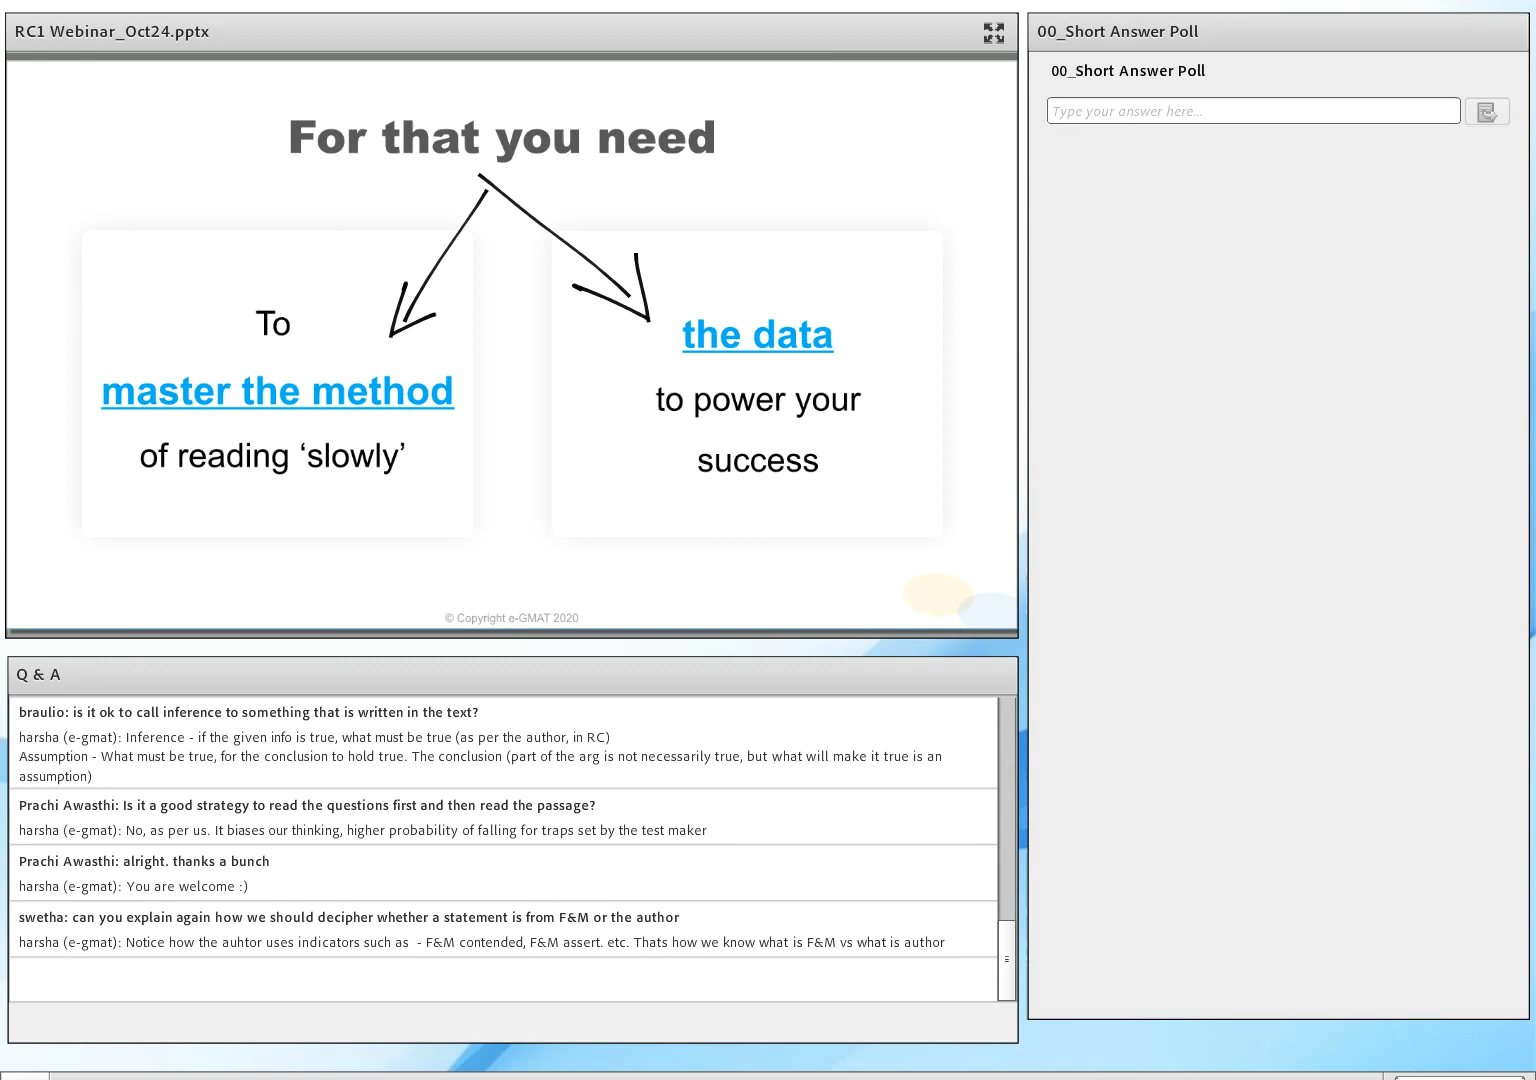 RC1 Webinar_Oct24.pptx
For that you need
To
master the method
of reading ‘slowly’
the data
to power your
success
© Copyright e-GMAT 2020
Q & A
braulio: is it ok to call inference to something that is written in the text?
harsha (e-gmat): Inference - if the given info is true, what must be true (as per the author, in RC)
Assumption - What must be true, for the conclusion to hold true. The conclusion (part of the arg is not necessarily true, but what will make it true is an
assumption)
Prachi Awasthi: Is it a good strategy to read the questions first and then read the passage?
harsha (e-gmat): No, as per us. It biases our thinking, higher probability of falling for traps set by the test maker
Prachi Awasthi: alright. thanks a bunch
harsha (e-gmat): You are welcome :)
swetha: can you explain again how we should decipher whether a statement is from F&M or the author
harsha (e-gmat): Notice how the auhtor uses indicators such as  - F&M contended, F&M assert. etc. Thats how we know what is F&M vs what is author
00_Short Answer Poll
00_Short Answer Poll
Type your answer here...